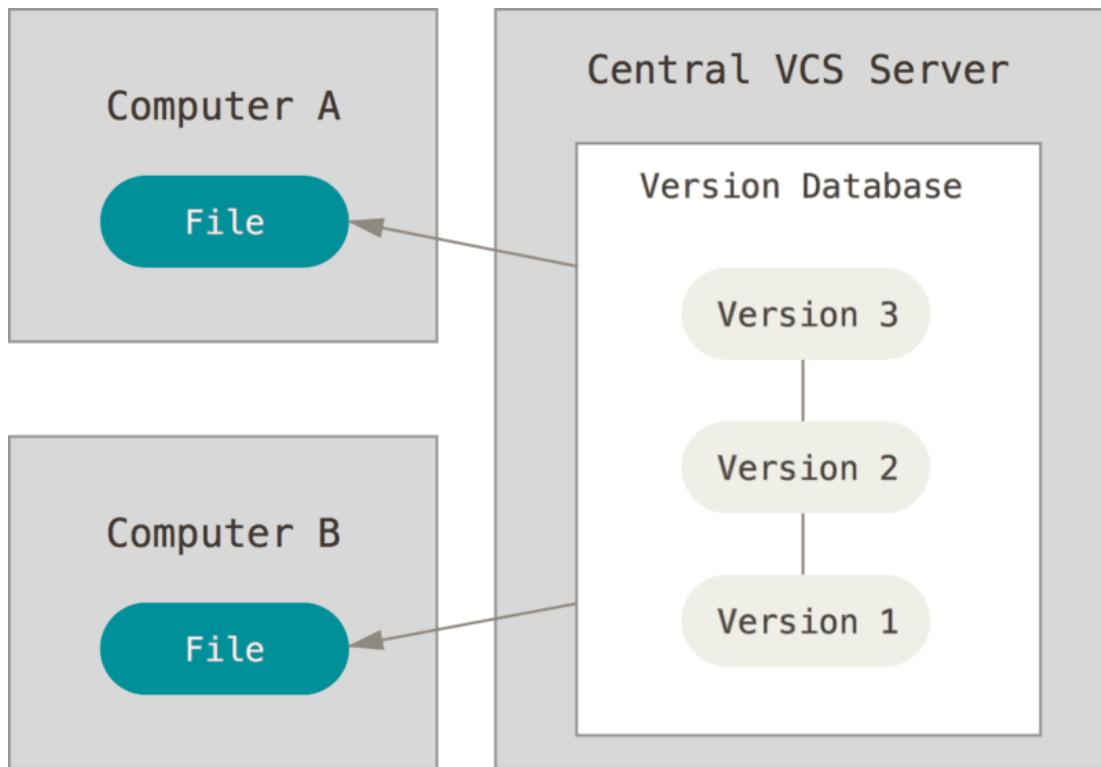 Computer A
File
Computer B
File
Central VCS Server
Version Database
Version 3
Version 2
Version 1